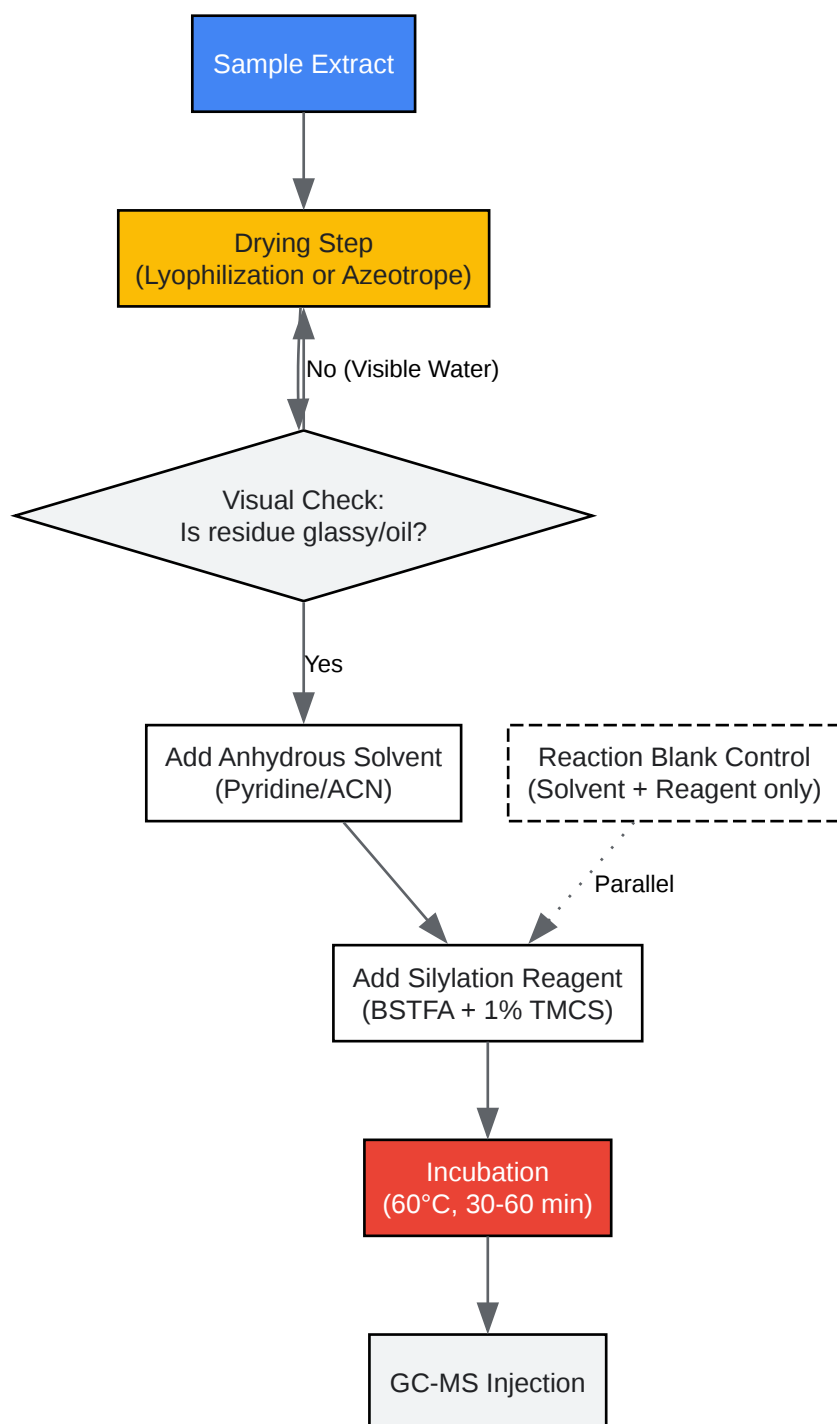 Sample Extract
Drying Step
(Lyophilization or Azeotrope)
No (Visible Water)
Visual Check:
Is residue glassy/oil?
Yes
Add Anhydrous Solvent
(Pyridine/ACN)
Reaction Blank Control
(Solvent + Reagent only)
Parallel
Add Silylation Reagent
(BSTFA + 1% TMCS)
Incubation
(60°C, 30-60 min)
GC-MS Injection